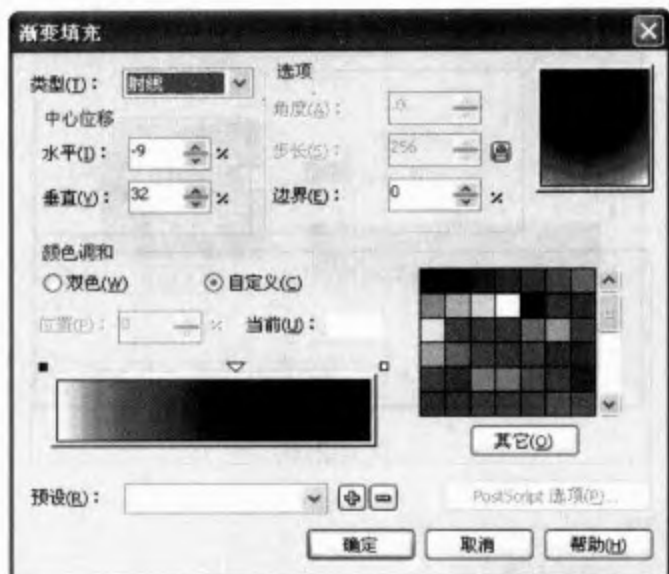 渐变填充
类型(T)： 射线
中心位移
水平(I)： -9 %
垂直(Y)： 32 %
选项
角度(A)： .0
步长(S)： 256
边界(E)： 0 %
颜色调和
双色(W) 自定义(C)
位置(P)： 0 % 当前(U)：
其它(O)
预设(R)：
PostScript 选项(P)...
确定 取消 帮助(H)